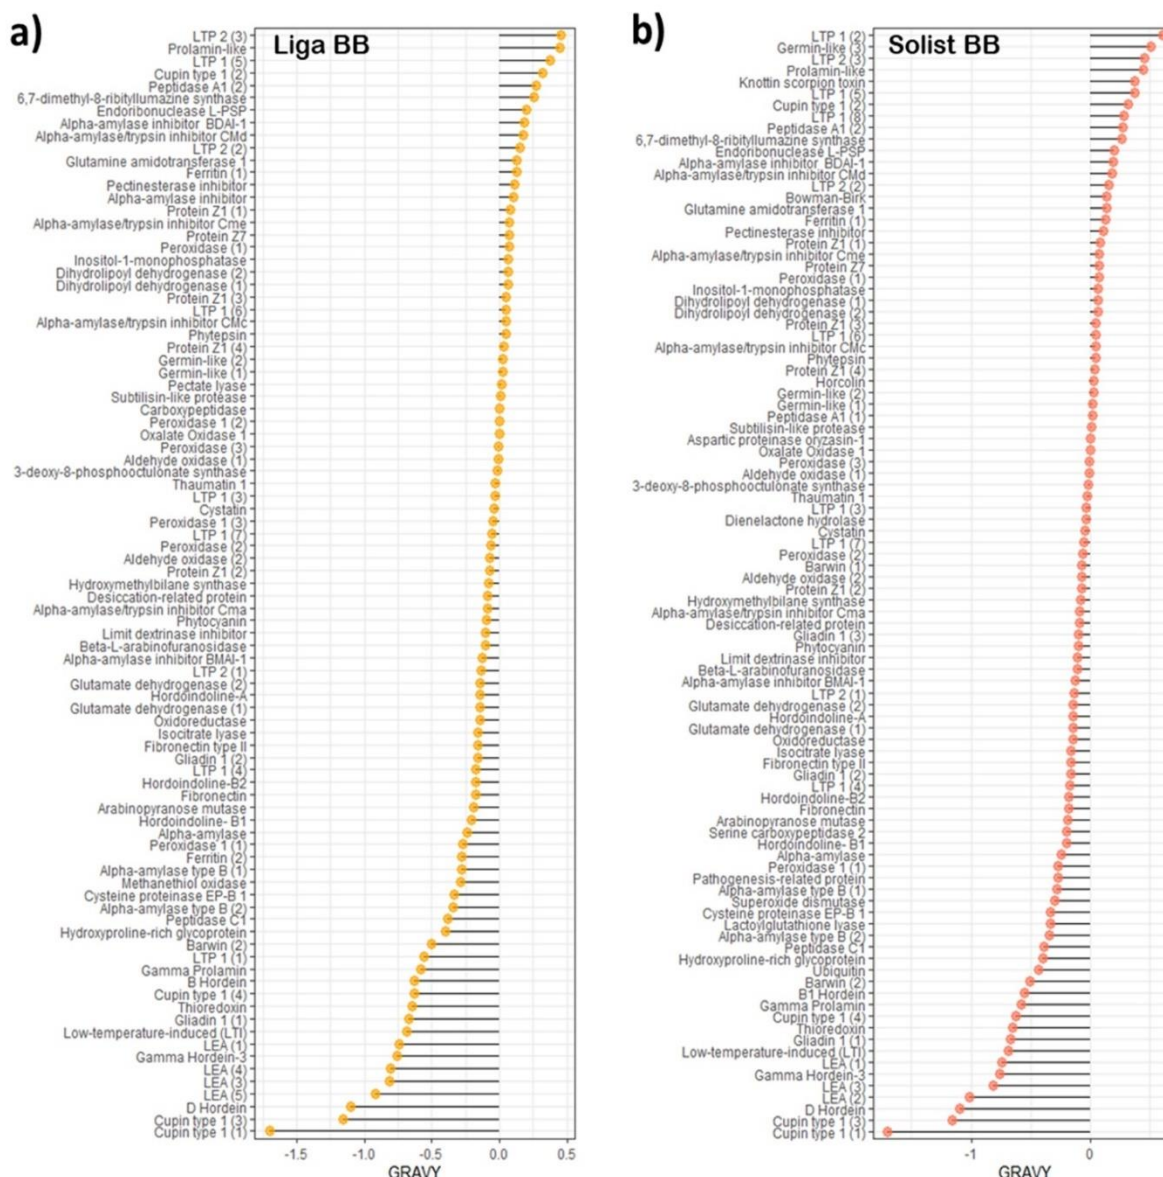 a)
Liga BB
LTP 2 (3)
Prolamin-like
LTP 1 (5)
Cupin type 1 (2)
Peptidase A1 (2)
6,7-dimethyl-8-ribityllumazine synthase
Endoribonuclease L-PSP
Alpha-amylase inhibitor BDAI-1
Alpha-amylase/trypsin inhibitor CMd
LTP 2 (2)
Glutamine amidotransferase 1
Ferritin (1)
Pectinesterase inhibitor
Alpha-amylase inhibitor
Protein Z1 (1)
Alpha-amylase/trypsin inhibitor Cme
Protein Z7
Peroxidase (1)
Inositol-1-monophosphatase
Dihydrolipoyl dehydrogenase (2)
Dihydrolipoyl dehydrogenase (1)
Protein Z1 (3)
LTP 1 (6)
Alpha-amylase/trypsin inhibitor CMc
Phytepsin
Protein Z1 (4)
Germin-like (2)
Germin-like (1)
Pectate lyase
Subtilisin-like protease
Carboxypeptidase
Peroxidase 1 (2)
Oxalate Oxidase 1
Peroxidase (3)
Aldehyde oxidase (1)
3-deoxy-8-phosphooctulonate synthase
Thaumatin 1
LTP 1 (3)
Cystatin
Peroxidase 1 (3)
LTP 1 (7)
Peroxidase (2)
Aldehyde oxidase (2)
Protein Z1 (2)
Hydroxymethylbilane synthase
Desiccation-related protein
Alpha-amylase/trypsin inhibitor Cma
Phytocyanin
Limit dextrinase inhibitor
Beta-L-arabinofuranosidase
Alpha-amylase inhibitor BMAI-1
LTP 2 (1)
Glutamate dehydrogenase (2)
Hordoindoline-A
Glutamate dehydrogenase (1)
Oxidoreductase
Isocitrate lyase
Fibronectin type II
Gliadin 1 (2)
LTP 1 (4)
Hordoindoline-B2
Fibronectin
Arabinopyranose mutase
Hordoindoline- B1
Alpha-amylase
Peroxidase 1 (1)
Ferritin (2)
Alpha-amylase type B (1)
Methanethiol oxidase
Cysteine proteinase EP-B 1
Alpha-amylase type B (2)
Peptidase C1
Hydroxyproline-rich glycoprotein
Barwin (2)
LTP 1 (1)
Gamma Prolamin
B Hordein
Cupin type 1 (4)
Thioredoxin
Gliadin 1 (1)
Low-temperature-induced (LTI)
LEA (1)
Gamma Hordein-3
LEA (4)
LEA (3)
LEA (5)
D Hordein
Cupin type 1 (3)
Cupin type 1 (1)
-1.5 -1.0 -0.5 0.0 0.5
GRAVY
b)
Solist BB
LTP 1 (2)
Germin-like (3)
LTP 2 (3)
Prolamin-like
Knottin scorpion toxin
LTP 1 (5)
Cupin type 1 (2)
LTP 1 (8)
Peptidase A1 (2)
6,7-dimethyl-8-ribityllumazine synthase
Endoribonuclease L-PSP
Alpha-amylase inhibitor BDAI-1
Alpha-amylase/trypsin inhibitor CMd
LTP 2 (2)
Bowman-Birk
Glutamine amidotransferase 1
Ferritin (1)
Pectinesterase inhibitor
Protein Z1 (1)
Alpha-amylase/trypsin inhibitor Cme
Protein Z7
Peroxidase (1)
Inositol-1-monophosphatase
Dihydrolipoyl dehydrogenase (1)
Dihydrolipoyl dehydrogenase (2)
Protein Z1 (3)
LTP 1 (6)
Alpha-amylase/trypsin inhibitor CMc
Phytepsin
Protein Z1 (4)
Horcolin
Germin-like (2)
Germin-like (1)
Peptidase A1 (1)
Subtilisin-like protease
Aspartic proteinase oryzasin-1
Oxalate Oxidase 1
Peroxidase (3)
Aldehyde oxidase (1)
3-deoxy-8-phosphooctulonate synthase
Thaumatin 1
LTP 1 (3)
Dienelactone hydrolase
Cystatin
LTP 1 (7)
Peroxidase (2)
Barwin (1)
Aldehyde oxidase (2)
Protein Z1 (2)
Hydroxymethylbilane synthase
Alpha-amylase/trypsin inhibitor Cma
Desiccation-related protein
Gliadin 1 (3)
Phytocyanin
Limit dextrinase inhibitor
Beta-L-arabinofuranosidase
Alpha-amylase inhibitor BMAI-1
LTP 2 (1)
Glutamate dehydrogenase (2)
Hordoindoline-A
Glutamate dehydrogenase (1)
Oxidoreductase
Isocitrate lyase
Fibronectin type II
Gliadin 1 (2)
LTP 1 (4)
Hordoindoline-B2
Fibronectin
Arabinopyranose mutase
Serine carboxypeptidase 2
Hordoindoline- B1
Alpha-amylase
Peroxidase 1 (1)
Pathogenesis-related protein
Alpha-amylase type B (1)
Superoxide dismutase
Cysteine proteinase EP-B 1
Lactoylglutathione lyase
Alpha-amylase type B (2)
Peptidase C1
Hydroxyproline-rich glycoprotein
Ubiquitin
Barwin (2)
B1 Hordein
Gamma Prolamin
Cupin type 1 (4)
Thioredoxin
Gliadin 1 (1)
Low-temperature-induced (LTI)
LEA (1)
Gamma Hordein-3
LEA (3)
LEA (2)
D Hordein
Cupin type 1 (3)
Cupin type 1 (1)
-1 0
GRAVY